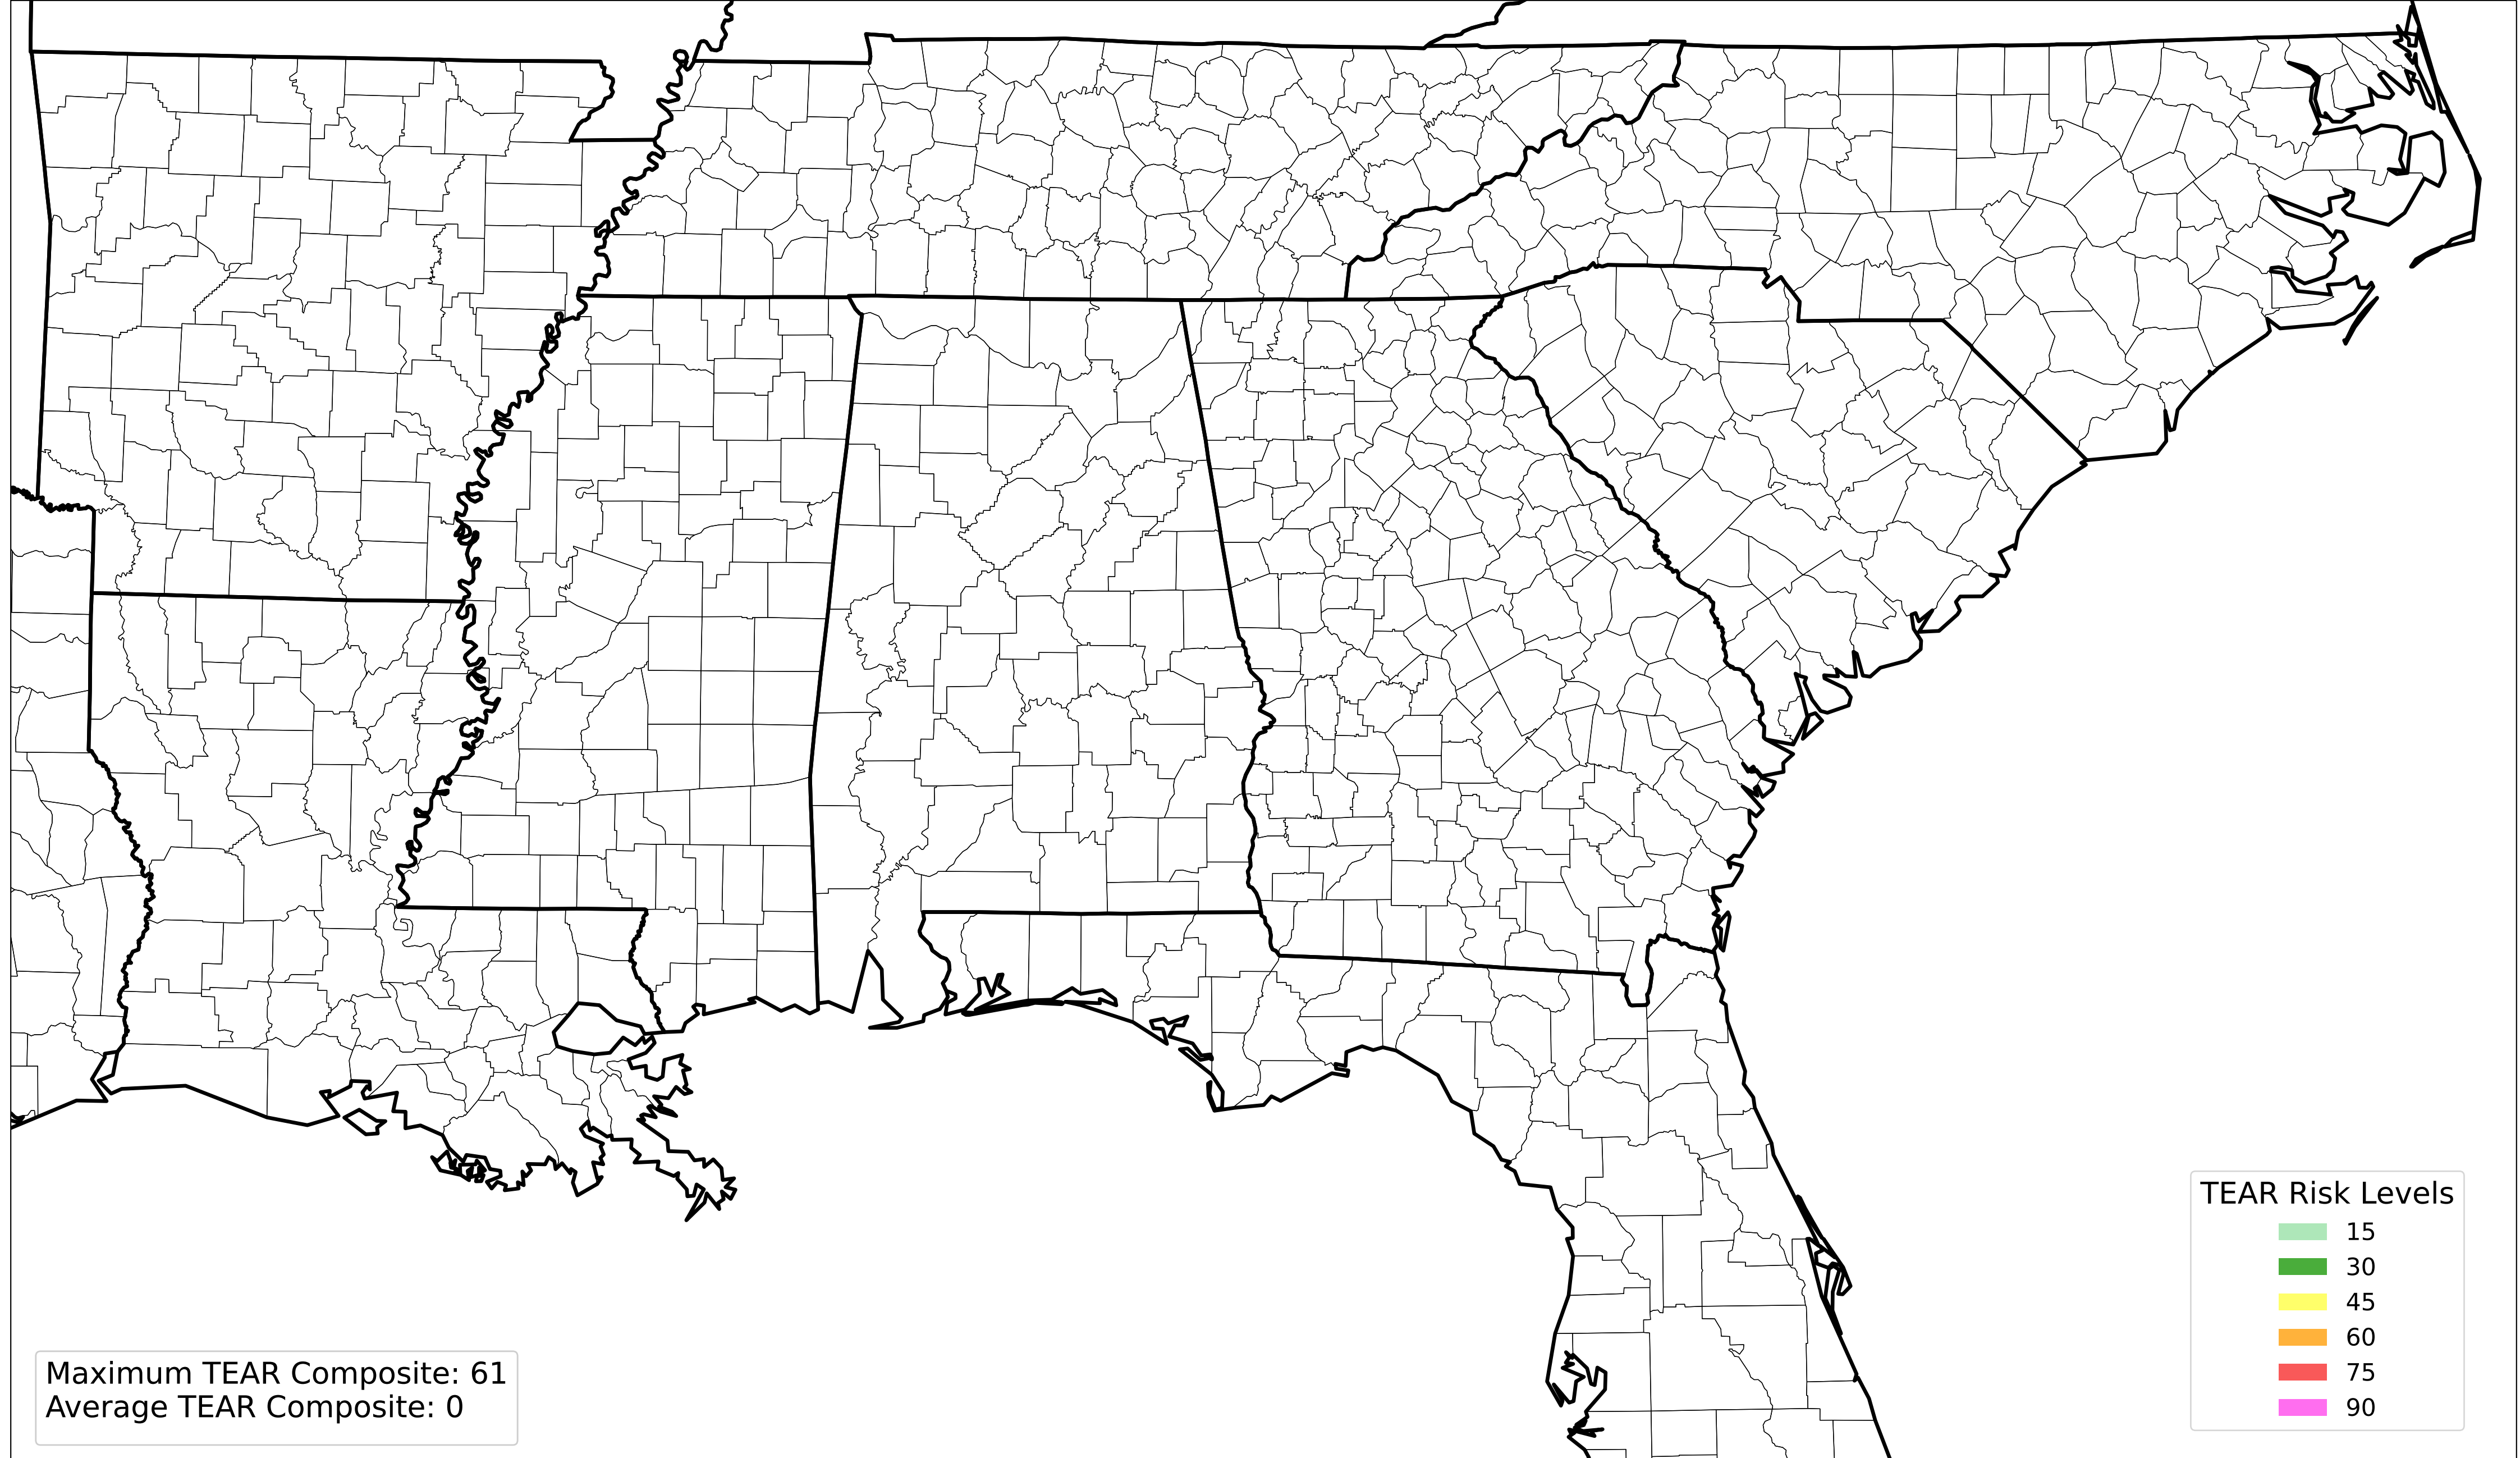 TEAR Risk Levels
15
30
45
60
75
90
Maximum TEAR Composite: 61
Average TEAR Composite: 0